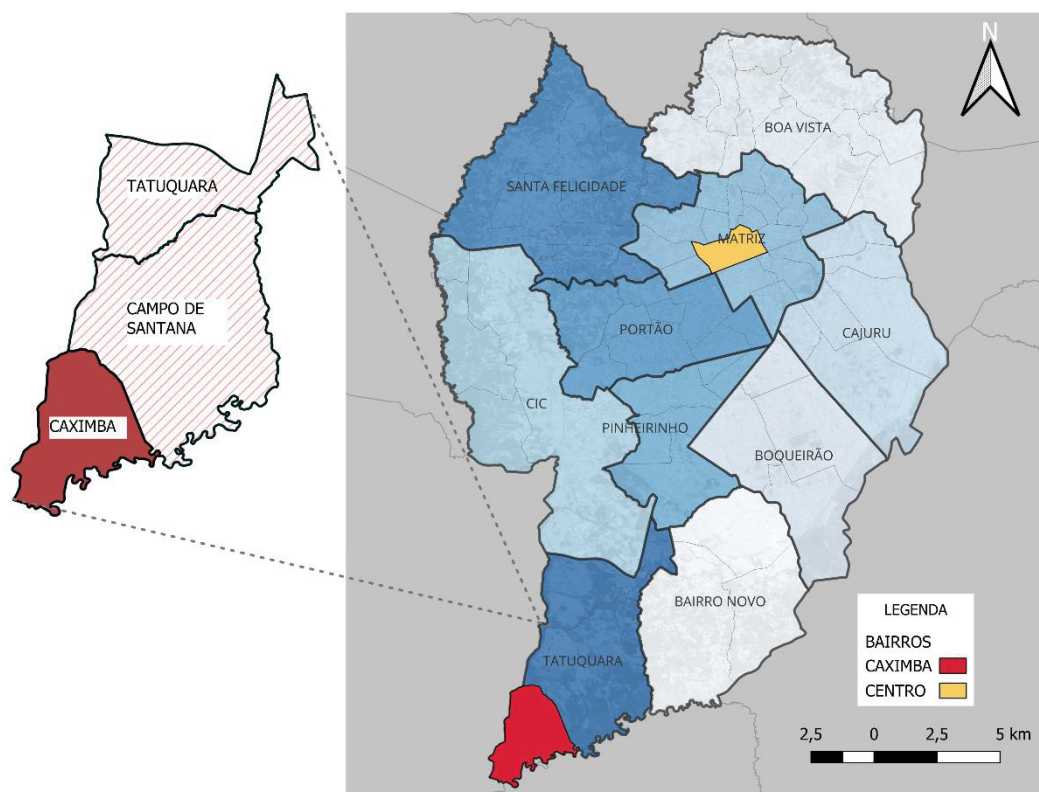 N
BOA VISTA
SANTA FELICIDADE
MATRIZ
PORTÃO
CAJURU
CIC
PINHEIRINHO
BOQUEIRÃO
BAIRRO NOVO
TATUQUARA
TATUQUARA
CAMPO DE
SANTANA
CAXIMBA
LEGENDA
BAIRROS
CAXIMBA
CENTRO
2,5 0 2,5 5 km